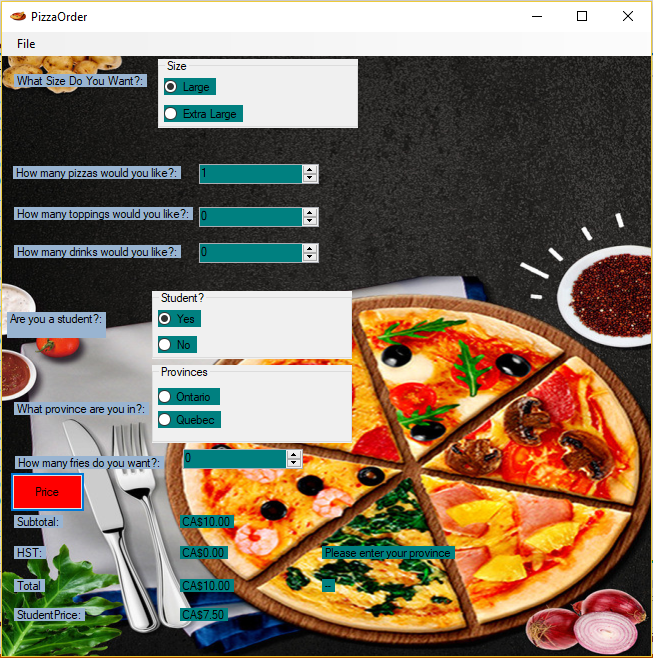 PizzaOrder
File
Size
What Size Do You Want?:
Large
Extra Large
How many pizzas would you like?:
1
How many toppings would you like?:
0
How many drinks would you like?:
0
Student?
Are you a student?:
Yes
No
Provinces
Ontario
What province are you in?:
Quebec
How many fries do you want?:
0
Price
Subtotal:
CA$10.00
HST:
CA$0.00
Please enter your province
Total
CA$10.00
--
StudentPrice:
CA$7.50